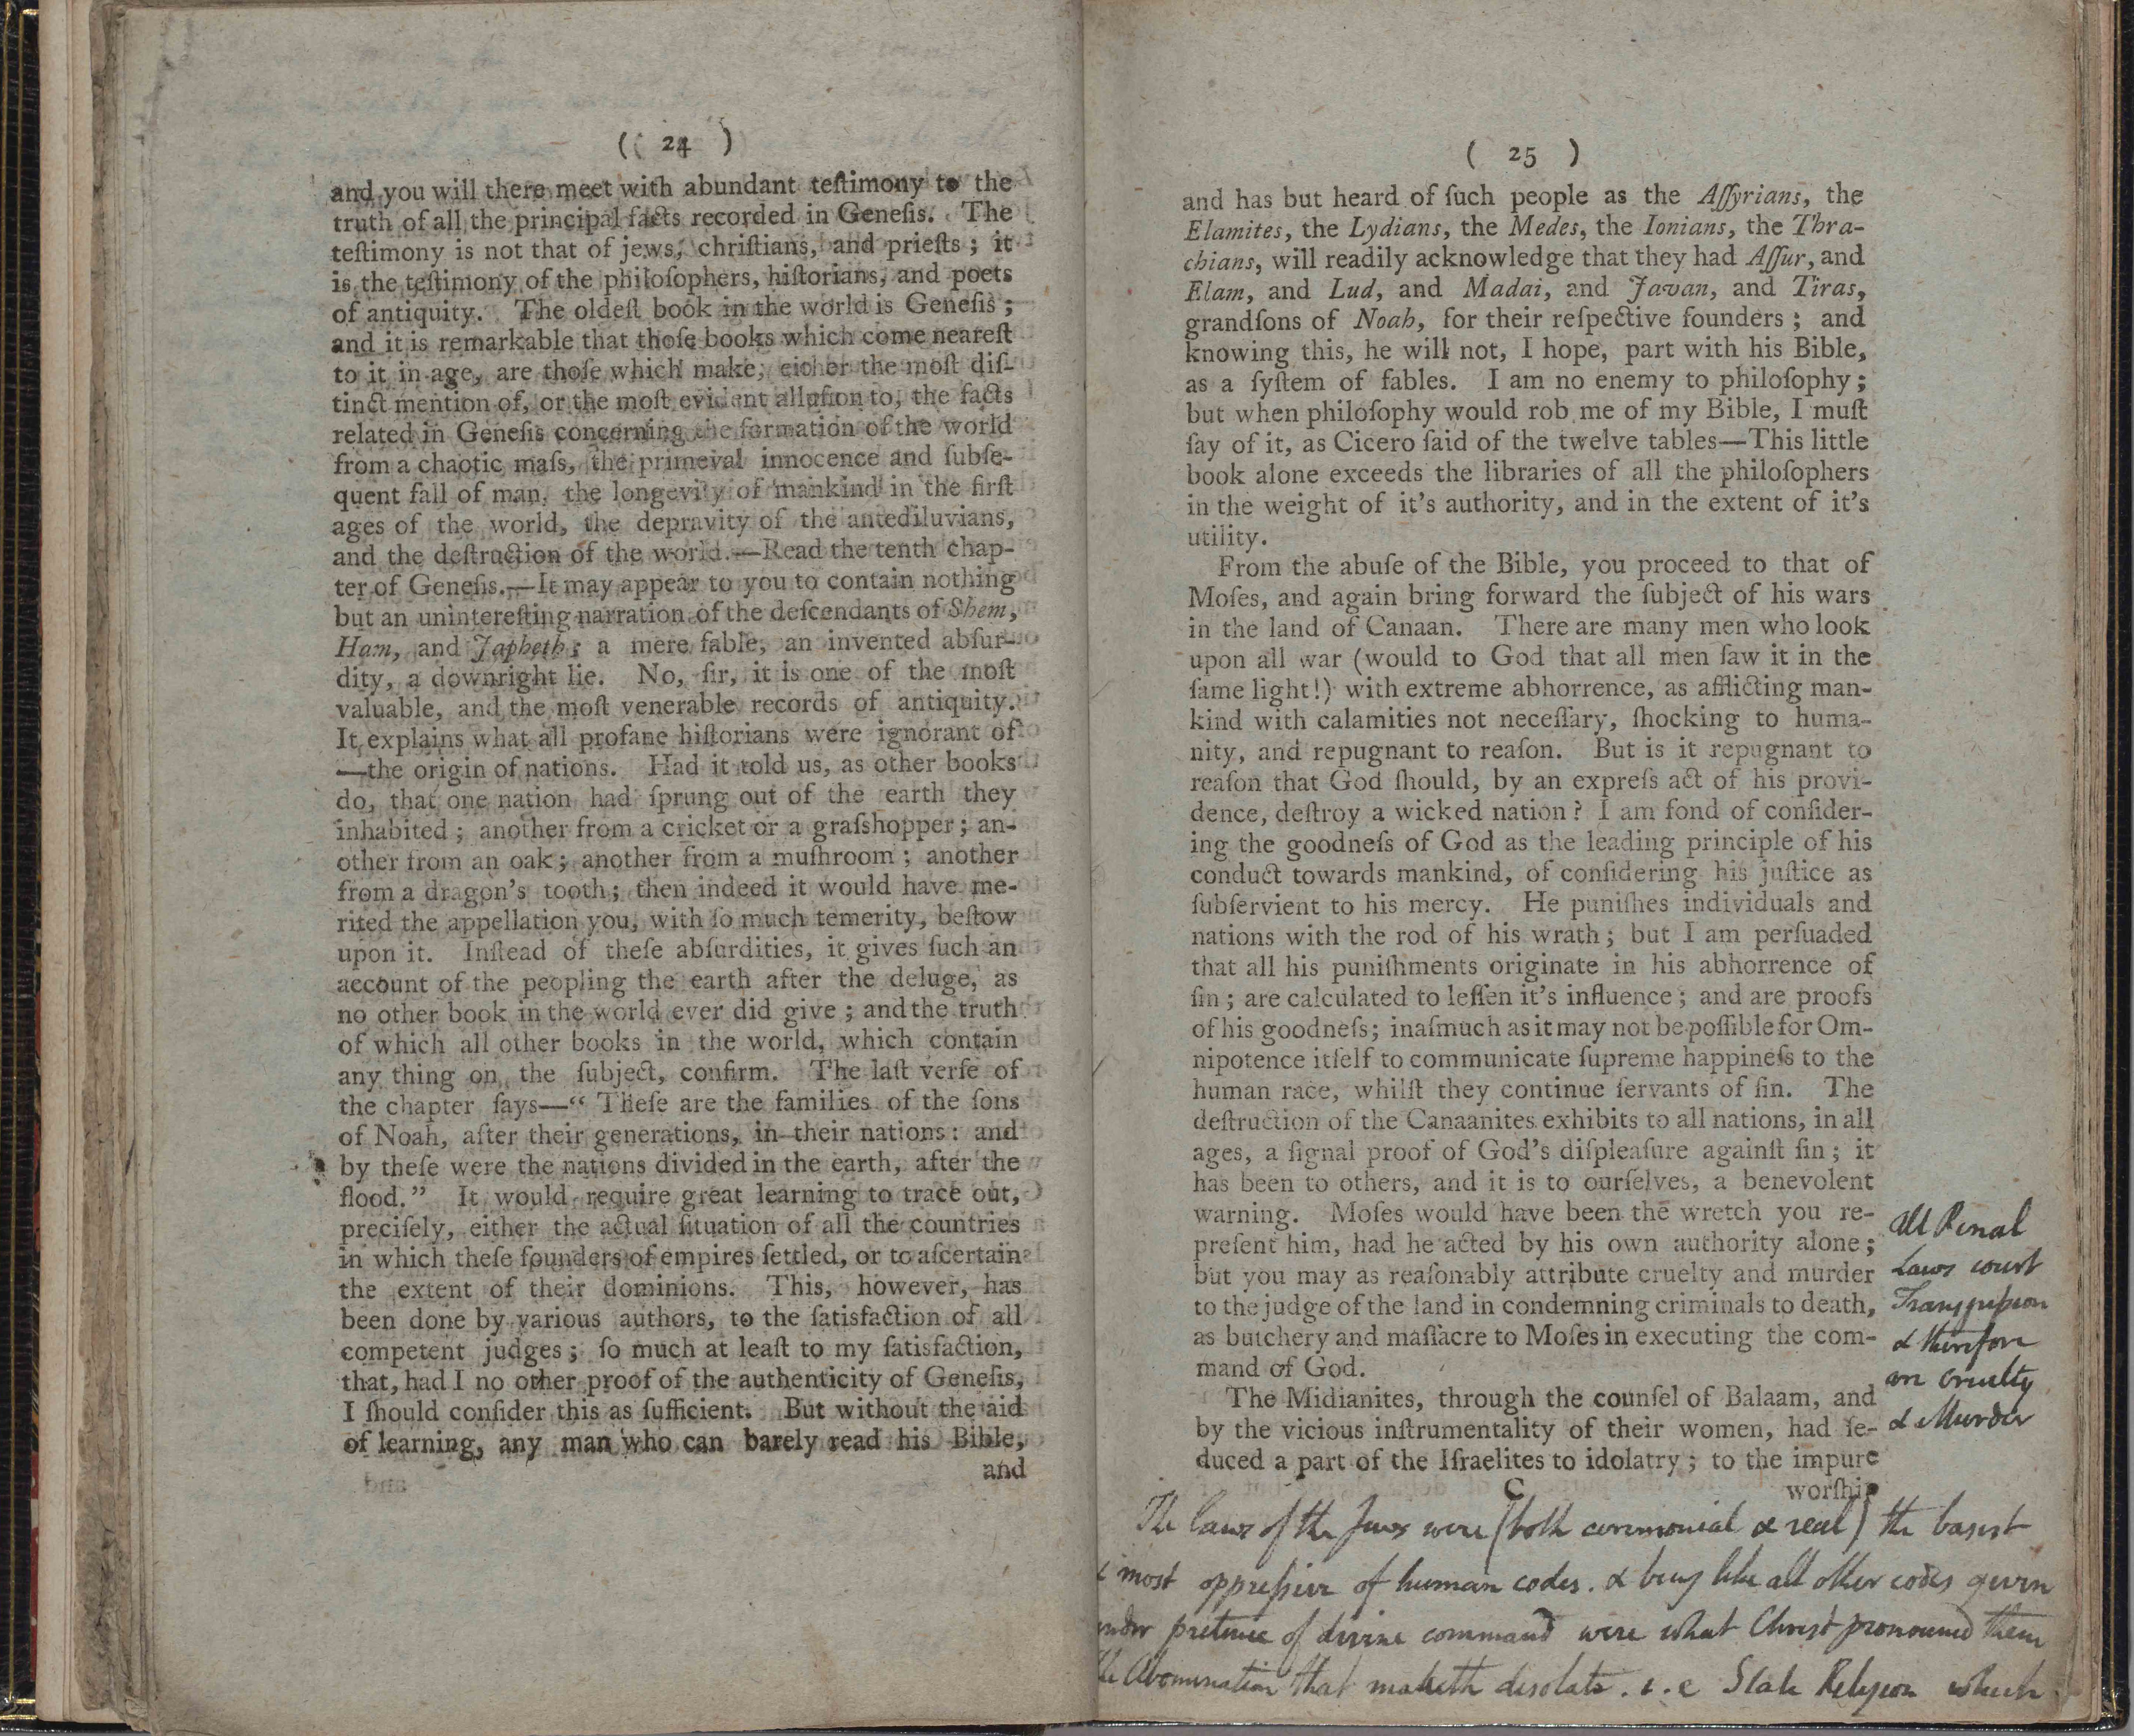 ( 24 )
and you will there meet with abundant teſtimony to the
truth of all the principal facts recorded in Geneſis. The
teſtimony is not that of jews, chriſtians, and prieſts; it
is the teſtimony of the philoſophers, hiſtorians, and poets
of antiquity. The oldeſt book in the world is Geneſis;
and it is remarkable that thoſe books which come neareſt
to it in age, are thoſe which make, either the moſt diſ-
tinct mention of, or the moſt evident alluſion to, the facts
related in Geneſis concerning the formation of the world
from a chaotic maſs, the primeval innocence and ſubſe-
quent fall of man, the longevity of mankind in the firſt
ages of the world, the depravity of the antediluvians,
and the deſtruction of the world.—Read the tenth chap-
ter of Geneſis.—It may appear to you to contain nothing
but an unintereſting narration of the deſcendants of Shem,
Ham, and Japheth; a mere fable, an invented abſur-
dity, a downright lie. No, ſir, it is one of the moſt
valuable, and the moſt venerable records of antiquity.
It explains what all profane hiſtorians were ignorant of
—the origin of nations. Had it told us, as other books
do, that one nation had ſprung out of the earth they
inhabited; another from a cricket or a graſshopper; an-
other from an oak; another from a muſhroom; another
from a dragon's tooth; then indeed it would have me-
rited the appellation you, with ſo much temerity, beſtow
upon it. Inſtead of theſe abſurdities, it gives ſuch an
account of the peopling the earth after the deluge, as
no other book in the world ever did give; and the truth
of which all other books in the world, which contain
any thing on the ſubject, confirm. The laſt verſe of
the chapter ſays—“ Theſe are the families of the ſons
of Noah, after their generations, in their nations: and
by theſe were the nations divided in the earth, after the
flood.” It would require great learning to trace out,
preciſely, either the actual ſituation of all the countries
in which theſe founders of empires ſettled, or to aſcertain
the extent of their dominions. This, however, has
been done by various authors, to the ſatisfaction of all
competent judges; ſo much at leaſt to my ſatisfaction,
that, had I no other proof of the authenticity of Geneſis,
I ſhould conſider this as ſufficient. But without the aid
of learning, any man who can barely read his Bible,
and
( 25 )
and has but heard of ſuch people as the Aſſyrians, the
Elamites, the Lydians, the Medes, the Ionians, the Thra-
chians, will readily acknowledge that they had Aſſur, and
Elam, and Lud, and Madai, and Javan, and Tiras,
grandſons of Noah, for their reſpective founders; and
knowing this, he will not, I hope, part with his Bible,
as a ſyſtem of fables. I am no enemy to philoſophy;
but when philoſophy would rob me of my Bible, I muſt
ſay of it, as Cicero ſaid of the twelve tables—This little
book alone exceeds the libraries of all the philoſophers
in the weight of it's authority, and in the extent of it's
utility.
From the abuſe of the Bible, you proceed to that of
Moſes, and again bring forward the ſubject of his wars
in the land of Canaan. There are many men who look
upon all war (would to God that all men ſaw it in the
ſame light!) with extreme abhorrence, as afflicting man-
kind with calamities not neceſſary, ſhocking to huma-
nity, and repugnant to reaſon. But is it repugnant to
reaſon that God ſhould, by an expreſs act of his provi-
dence, deſtroy a wicked nation? I am fond of conſider-
ing the goodneſs of God as the leading principle of his
conduct towards mankind, of conſidering his juſtice as
ſubſervient to his mercy. He puniſhes individuals and
nations with the rod of his wrath; but I am perſuaded
that all his puniſhments originate in his abhorrence of
ſin; are calculated to leſſen it's influence; and are proofs
of his goodneſs; inaſmuch as it may not be poſſible for Om-
nipotence itſelf to communicate ſupreme happineſs to the
human race, whilſt they continue ſervants of ſin. The
deſtruction of the Canaanites exhibits to all nations, in all
ages, a ſignal proof of God's diſpleaſure againſt ſin; it
has been to others, and it is to ourſelves, a benevolent
warning. Moſes would have been the wretch you re-
preſent him, had he acted by his own authority alone;
but you may as reaſonably attribute cruelty and murder
to the judge of the land in condemning criminals to death,
as butchery and maſſacre to Moſes in executing the com-
mand of God.
The Midianites, through the counſel of Balaam, and
by the vicious inſtrumentality of their women, had ſe-
duced a part of the Iſraelites to idolatry; to the impure
C worſhip
All Penal
Laws court
Transgreſsion
& therefore
are cruelty
& Murder
The laws of the Jews were (both ceremonial & real) the basest
& most oppreſsive of human codes. & being like all other codes given
under pretence of divine command were what Christ pronouncd them
the Abomination that maketh desolate. i.e State Religion which